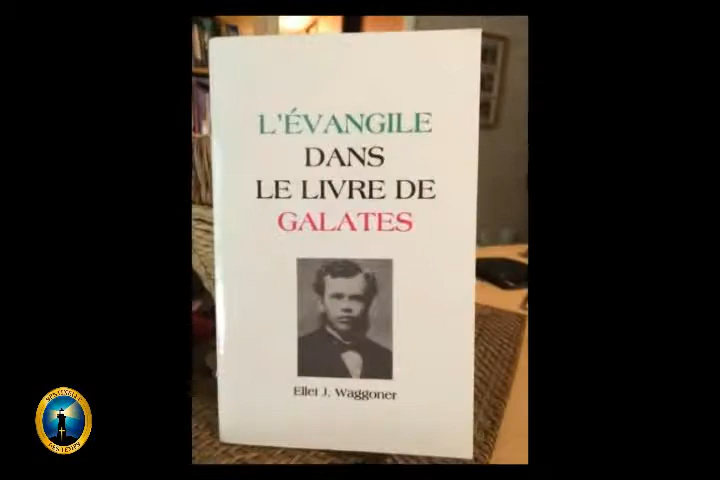 L'ÉVANGILE
DANS
LE LIVRE DE
GALATES
Ellet J. Waggoner